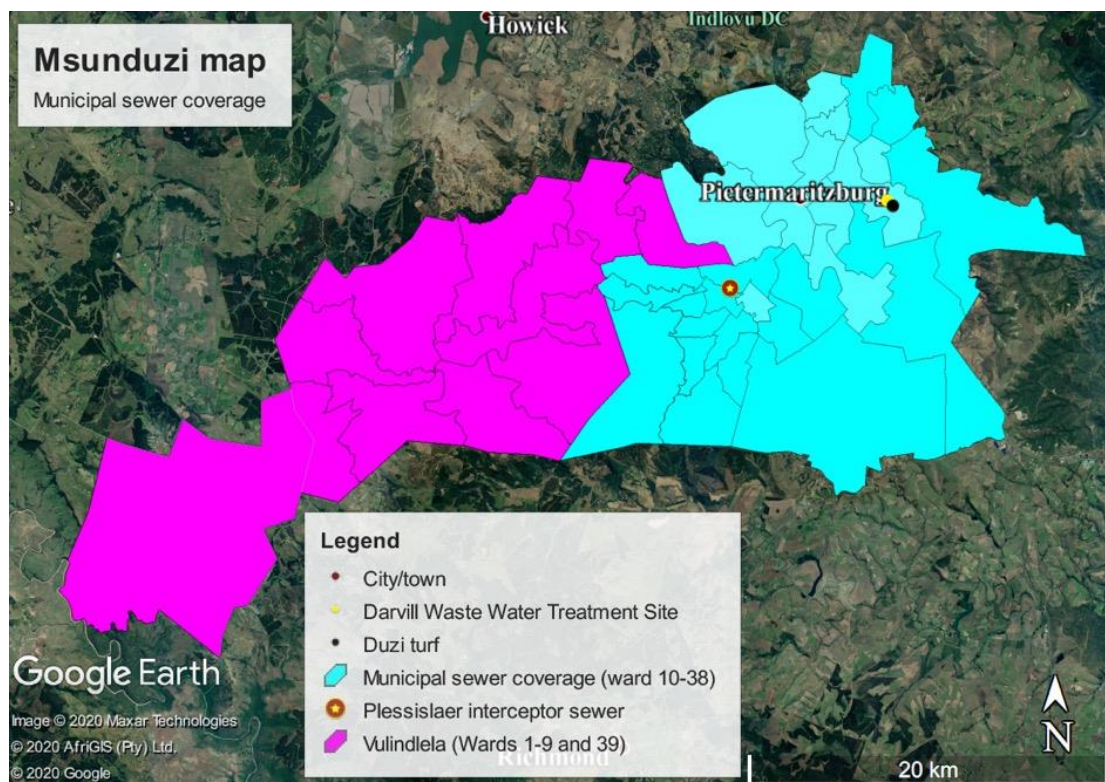 Howick
Indlovu DC
Msunduzi map
Municipal sewer coverage
Pietermaritzburg
Legend
City/town
Darvill Waste Water Treatment Site
Duzi turf
Municipal sewer coverage (ward 10-38)
Plessislaer interceptor sewer
Vulindlela (Wards 1-9 and 39)
Richmond
Google Earth
Image © 2020 Maxar Technologies
© 2020 AfriGIS (Pty) Ltd.
© 2020 Google
N
20 km